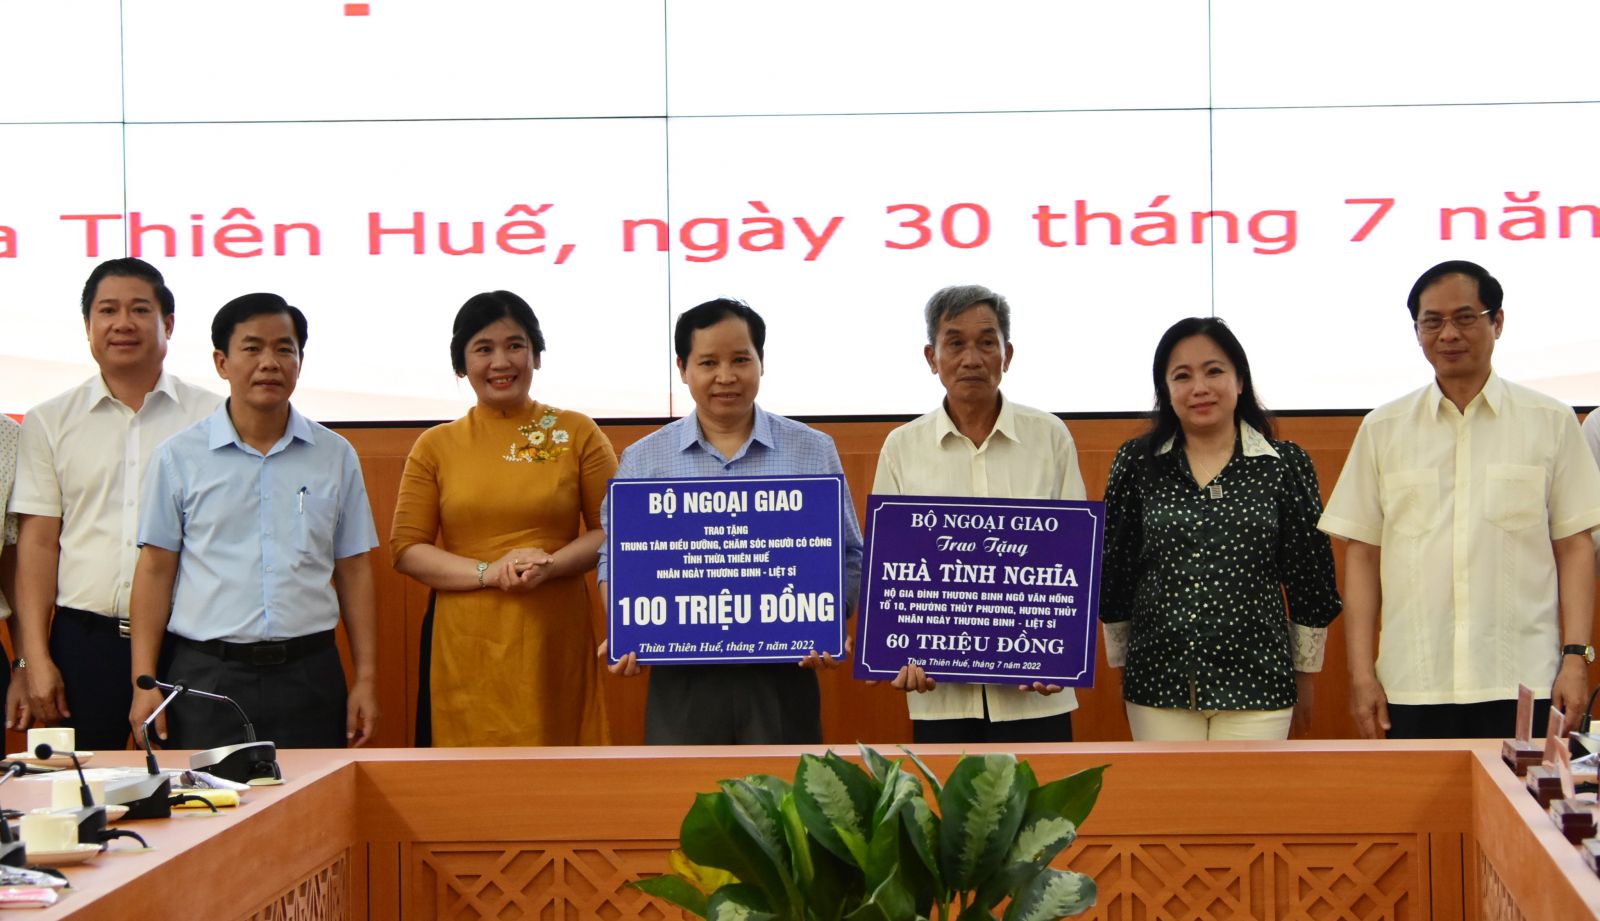 a Thiên Huế, ngày 30 tháng 7 năm
BỘ NGOẠI GIAO
TRAO TẶNG
TRUNG TÂM ĐIỀU DƯỠNG, CHĂM SÓC NGƯỜI CÓ CÔNG
TỈNH THỪA THIÊN HUẾ
NHÂN NGÀY THƯƠNG BINH - LIỆT SĨ
100 TRIỆU ĐỒNG
Thừa Thiên Huế, tháng 7 năm 2022
BỘ NGOẠI GIAO
Trao Tặng
NHÀ TÌNH NGHĨA
HỘ GIA ĐÌNH THƯƠNG BINH NGÔ VĂN HỒNG
TỔ 10, PHƯỜNG THỦY PHƯƠNG, HƯƠNG THỦY
NHÂN NGÀY THƯƠNG BINH - LIỆT SĨ
60 TRIỆU ĐỒNG
Thừa Thiên Huế, tháng 7 năm 2022